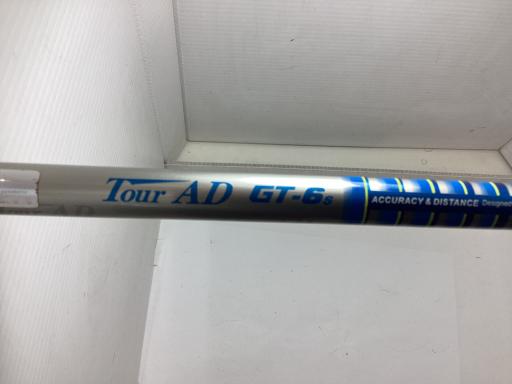 Tour AD GT-6s
ACCURACY & DISTANCE Designed